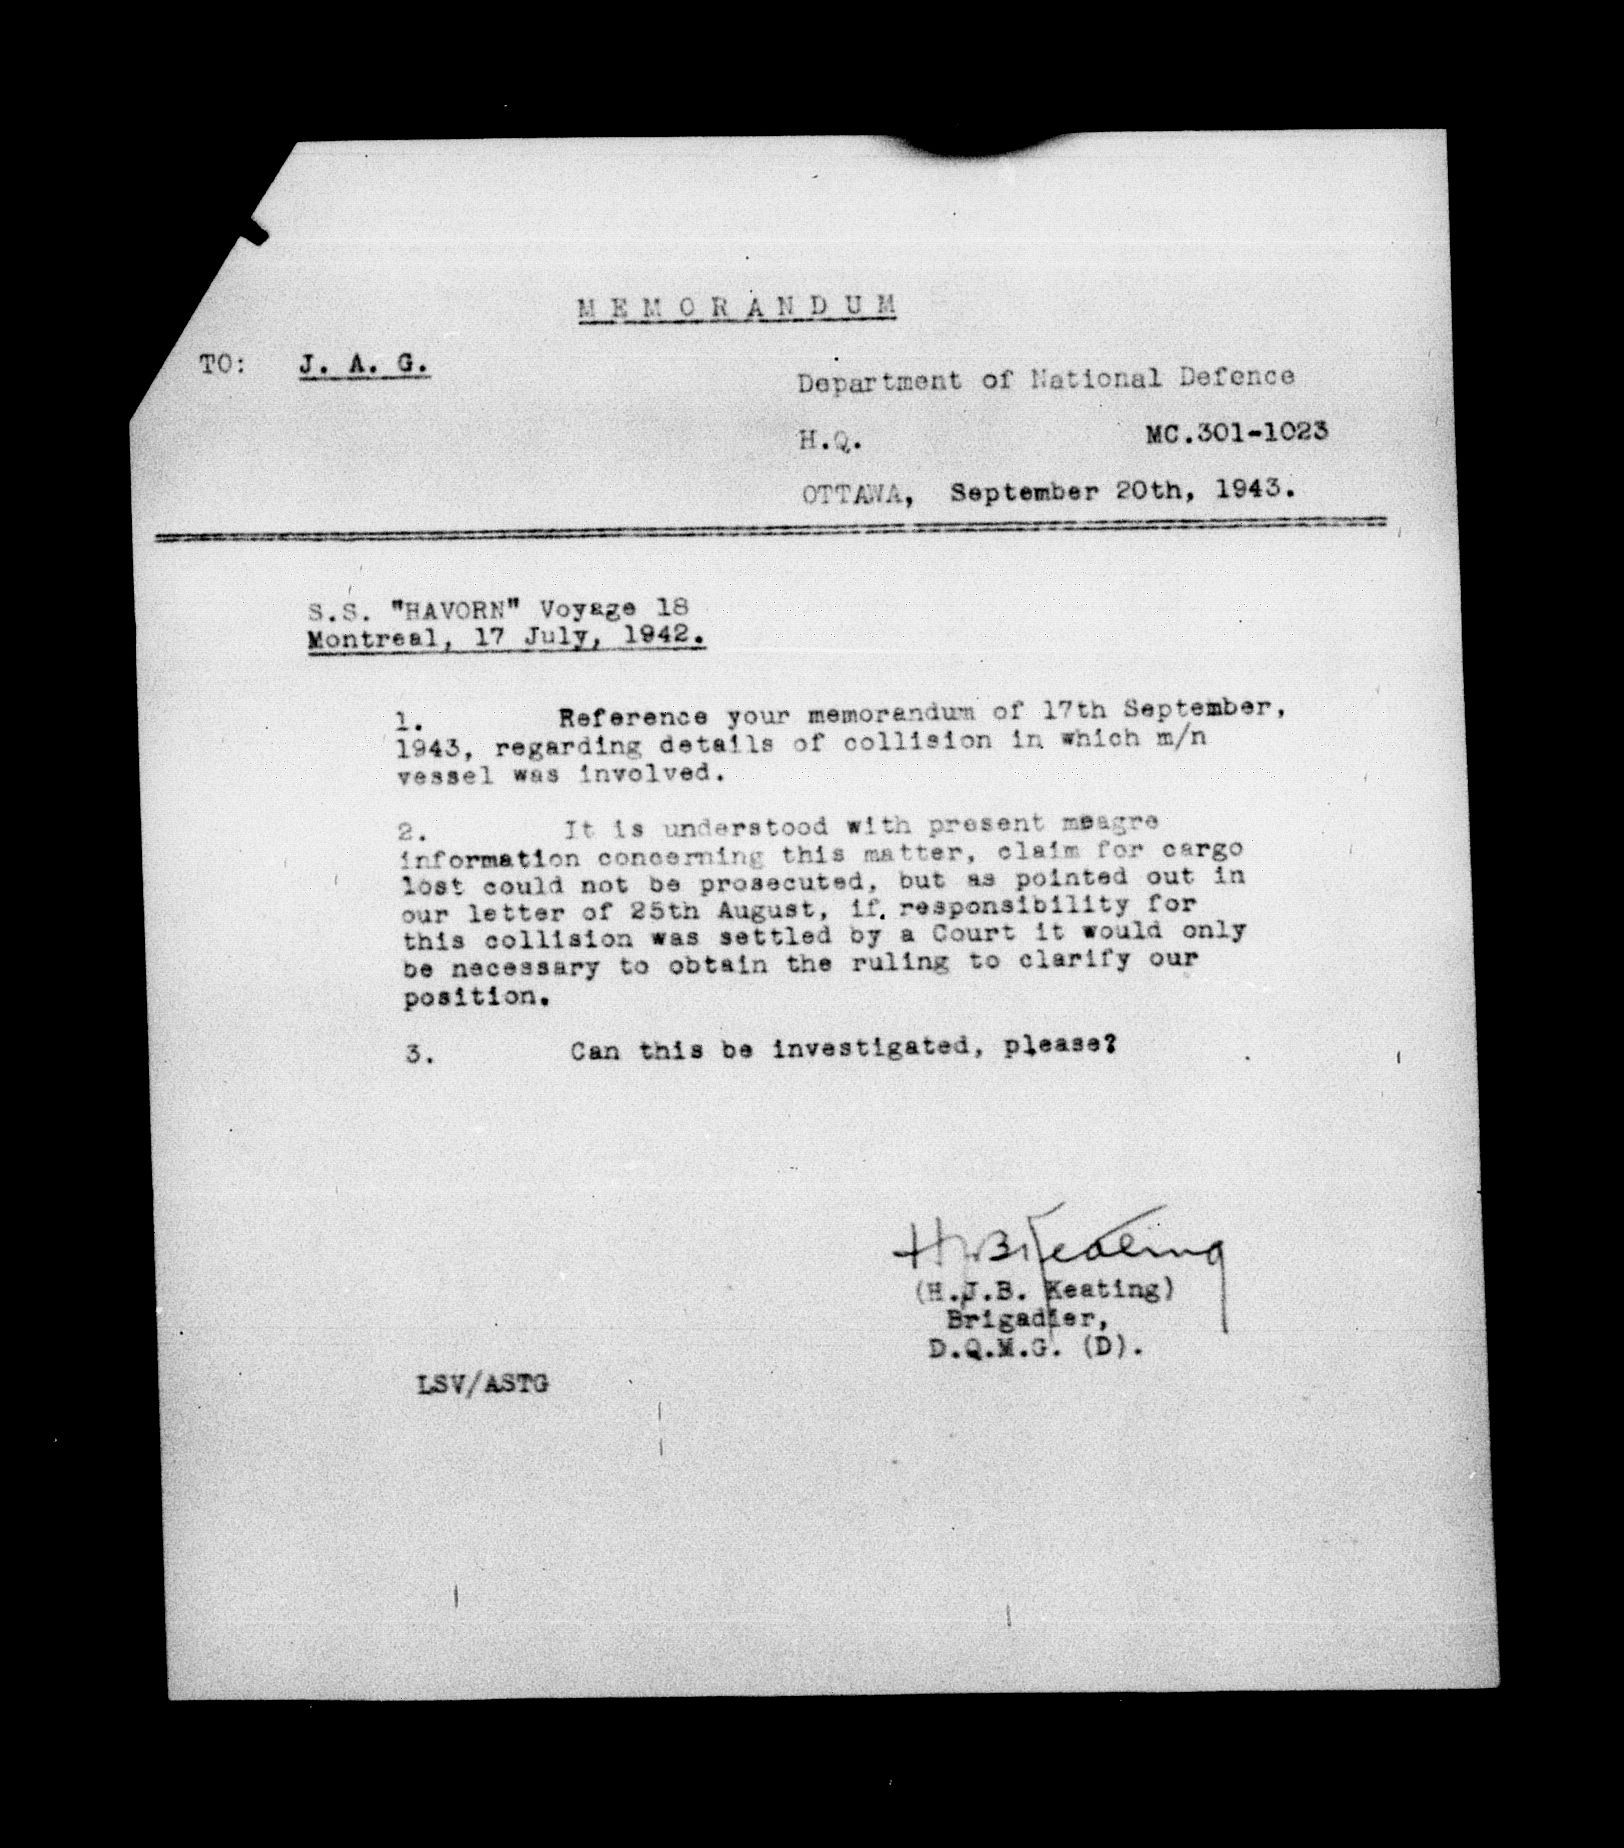 MEMORANDUM
TO: J. A. G.
Department of National Defence
H.Q. MC.301-1023
OTTAWA, September 20th, 1943.
S.S. "HAVORN" Voyage 18
Montreal, 17 July, 1942.
1. Reference your memorandum of 17th September,
1943, regarding details of collision in which m/n
vessel was involved.
2. It is understood with present meagre
information concerning this matter, claim for cargo
lost could not be prosecuted, but as pointed out in
our letter of 25th August, if. responsibility for
this collision was settled by a Court it would only
be necessary to obtain the ruling to clarify our
position.
3. Can this be investigated, please?
HJBKeating
(H.J.B. Keating)
Brigadier,
D.Q.M.G. (D).
LSV/ASTG